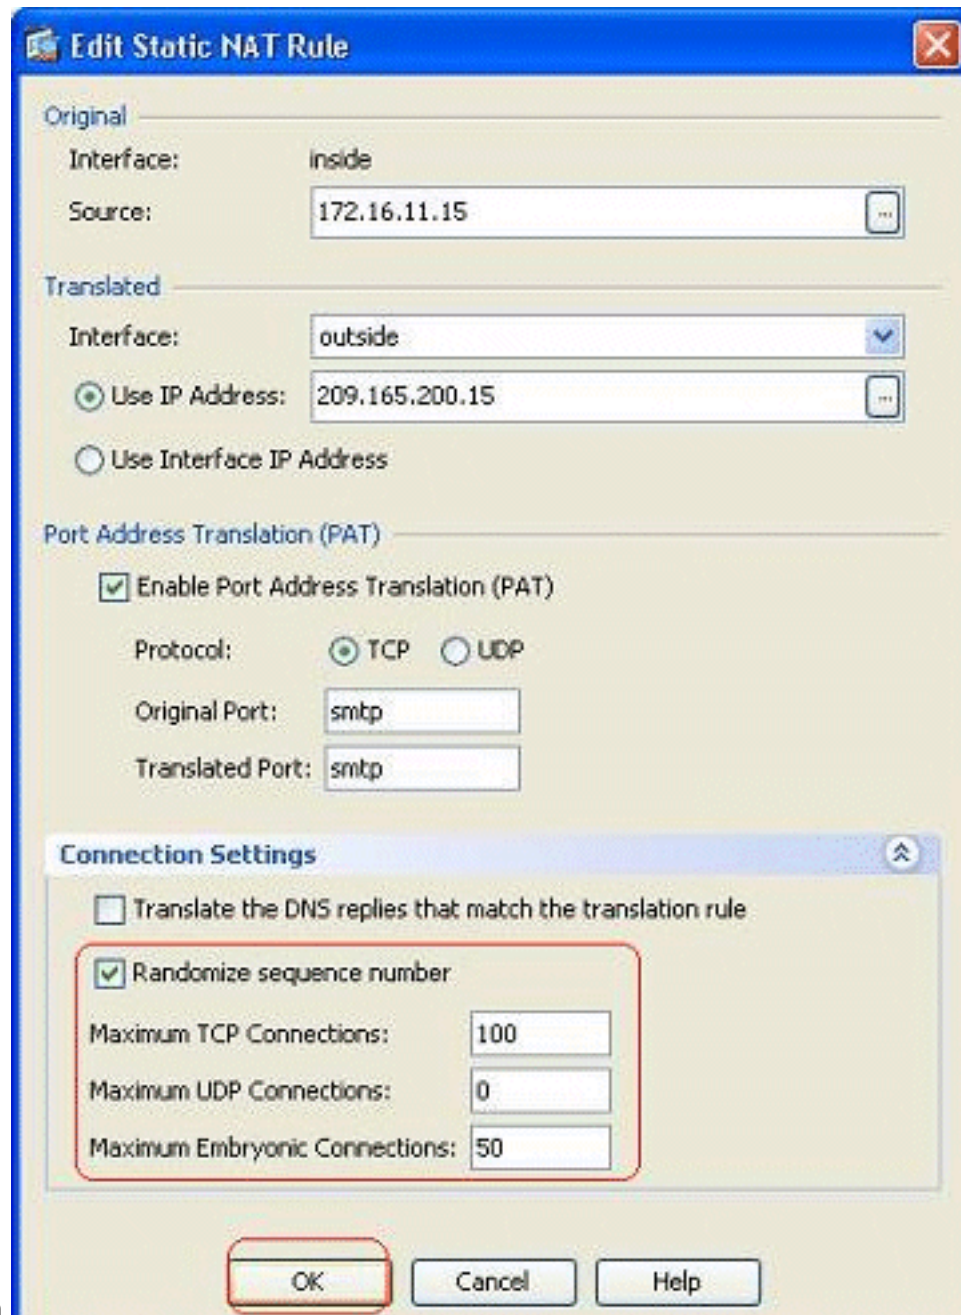 Edit Static NAT Rule
Original
Interface: inside
Source: 172.16.11.15 ...
Translated
Interface: outside
Use IP Address: 209.165.200.15 ...
Use Interface IP Address
Port Address Translation (PAT)
Enable Port Address Translation (PAT)
Protocol: TCP UDP
Original Port: smtp
Translated Port: smtp
Connection Settings
Translate the DNS replies that match the translation rule
Randomize sequence number
Maximum TCP Connections: 100
Maximum UDP Connections: 0
Maximum Embryonic Connections: 50
OK Cancel Help